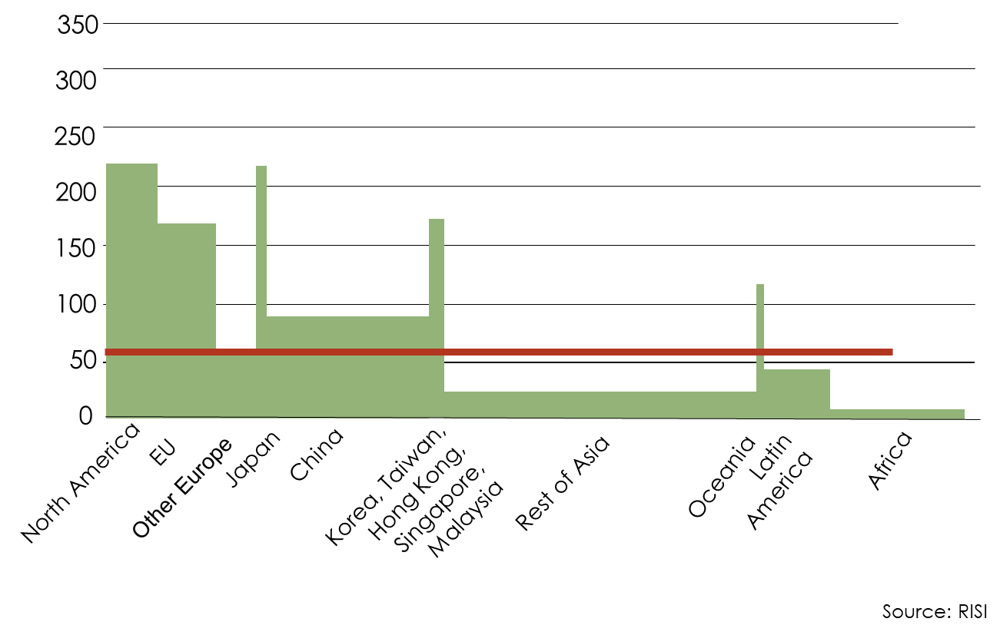 350
300
250
200
150
100
50
0
North America
EU
Other Europe
Japan
China
Korea, Taiwan,
Hong Kong,
Singapore,
Malaysia
Rest of Asia
Oceania
Latin
America
Africa
Source: RISI